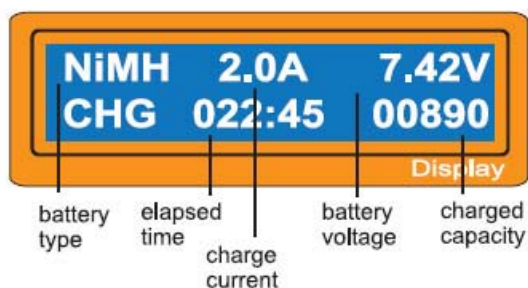 NiMH 2.0A 7.42V
CHG 022:45 00890
Display
battery type
elapsed time
charge current
battery voltage
charged capacity